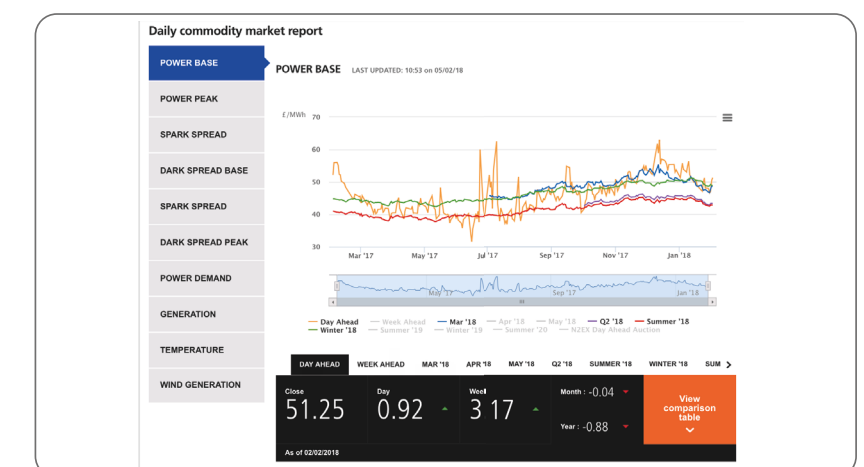 Daily commodity market report
POWER BASE
POWER PEAK
SPARK SPREAD
DARK SPREAD BASE
SPARK SPREAD
DARK SPREAD PEAK
POWER DEMAND
GENERATION
TEMPERATURE
WIND GENERATION
POWER BASE LAST UPDATED: 10:53 on 05/02/18
£/MWh
70
60
50
40
30
Mar '17 May '17 Jul '17 Sep '17 Nov '17 Jan '18
May '17 Sep '17 Jan '18
Day Ahead Week Ahead Mar '18 Apr '18 May '18 Q2 '18 Summer '18
Winter '18 Summer '19 Winter '19 Summer '20 N2EX Day Ahead Auction
DAY AHEAD WEEK AHEAD MAR '18 APR '18 MAY '18 Q2 '18 SUMMER '18 WINTER '18 SUM
Close Day Week Month : -0.04
51.25 0.92 3 17
Year : -0.88
View
comparison
table
As of 02/02/2018